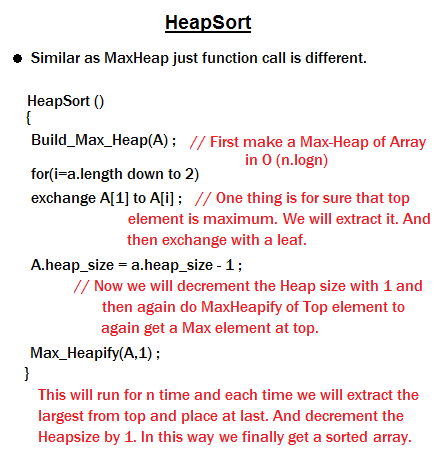 HeapSort
● Similar as MaxHeap just function call is different.
HeapSort ()
{
Build_Max_Heap(A) ; // First make a Max-Heap of Array
in O (n.logn)
for(i=a.length down to 2)
exchange A[1] to A[i] ; // One thing is for sure that top
element is maximum. We will extract it. And
then exchange with a leaf.
A.heap_size = a.heap_size - 1 ;
// Now we will decrement the Heap size with 1 and
then again do MaxHeapify of Top element to
again get a Max element at top.
Max_Heapify(A,1) ;
}
This will run for n time and each time we will extract the
largest from top and place at last. And decrement the
Heapsize by 1. In this way we finally get a sorted array.